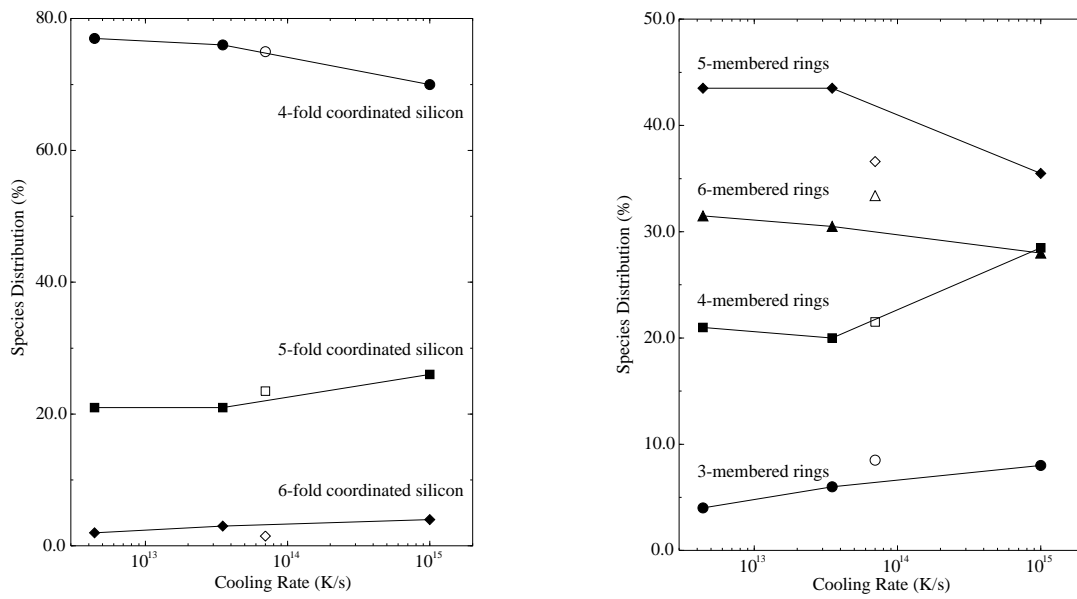 80.0
60.0
40.0
20.0
0.0
Species Distribution (%)
4-fold coordinated silicon
5-fold coordinated silicon
6-fold coordinated silicon
10¹³
10¹⁴
10¹⁵
Cooling Rate (K/s)
50.0
40.0
30.0
20.0
10.0
0.0
Species Distribution (%)
5-membered rings
6-membered rings
4-membered rings
3-membered rings
10¹³
10¹⁴
10¹⁵
Cooling Rate (K/s)